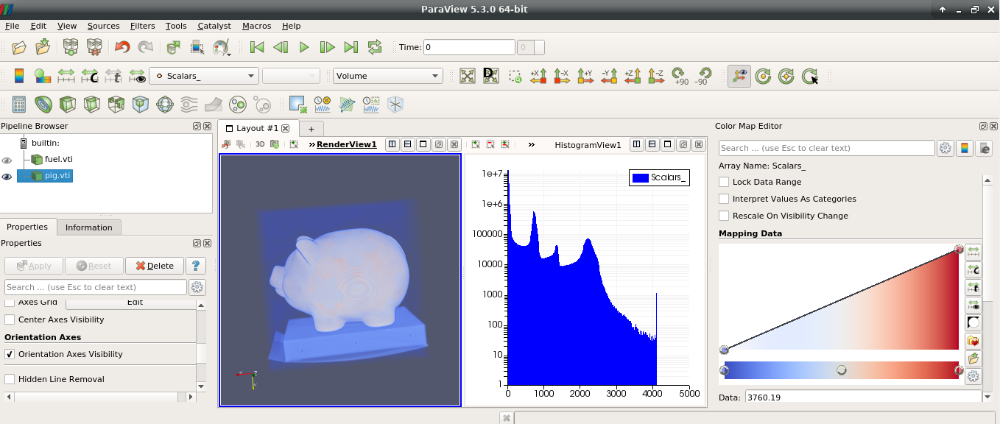 ParaView 5.3.0 64-bit
File Edit View Sources Filters Tools Catalyst Macros Help
Time: 0 0
C t Scalars_ Volume D +X -X +Y -Y +Z -Z +90 -90
Pipeline Browser
builtin:
fuel.vti
pig.vti
Properties Information
Properties
Apply Reset Delete ?
Search ... (use Esc to clear text)
Axes Grid Edit
Center Axes Visibility
Orientation Axes
Orientation Axes Visibility
Hidden Line Removal
Layout #1 +
3D » RenderView1
Z
» HistogramView1
Scalars_
1e+7
1e+6
100000
10000
1000
100
10
1
0 1000 2000 3000 4000 5000
Color Map Editor
Search ... (use Esc to clear text)
Array Name: Scalars_
Lock Data Range
Interpret Values As Categories
Rescale On Visibility Change
Mapping Data
C
t
Data: 3760.19